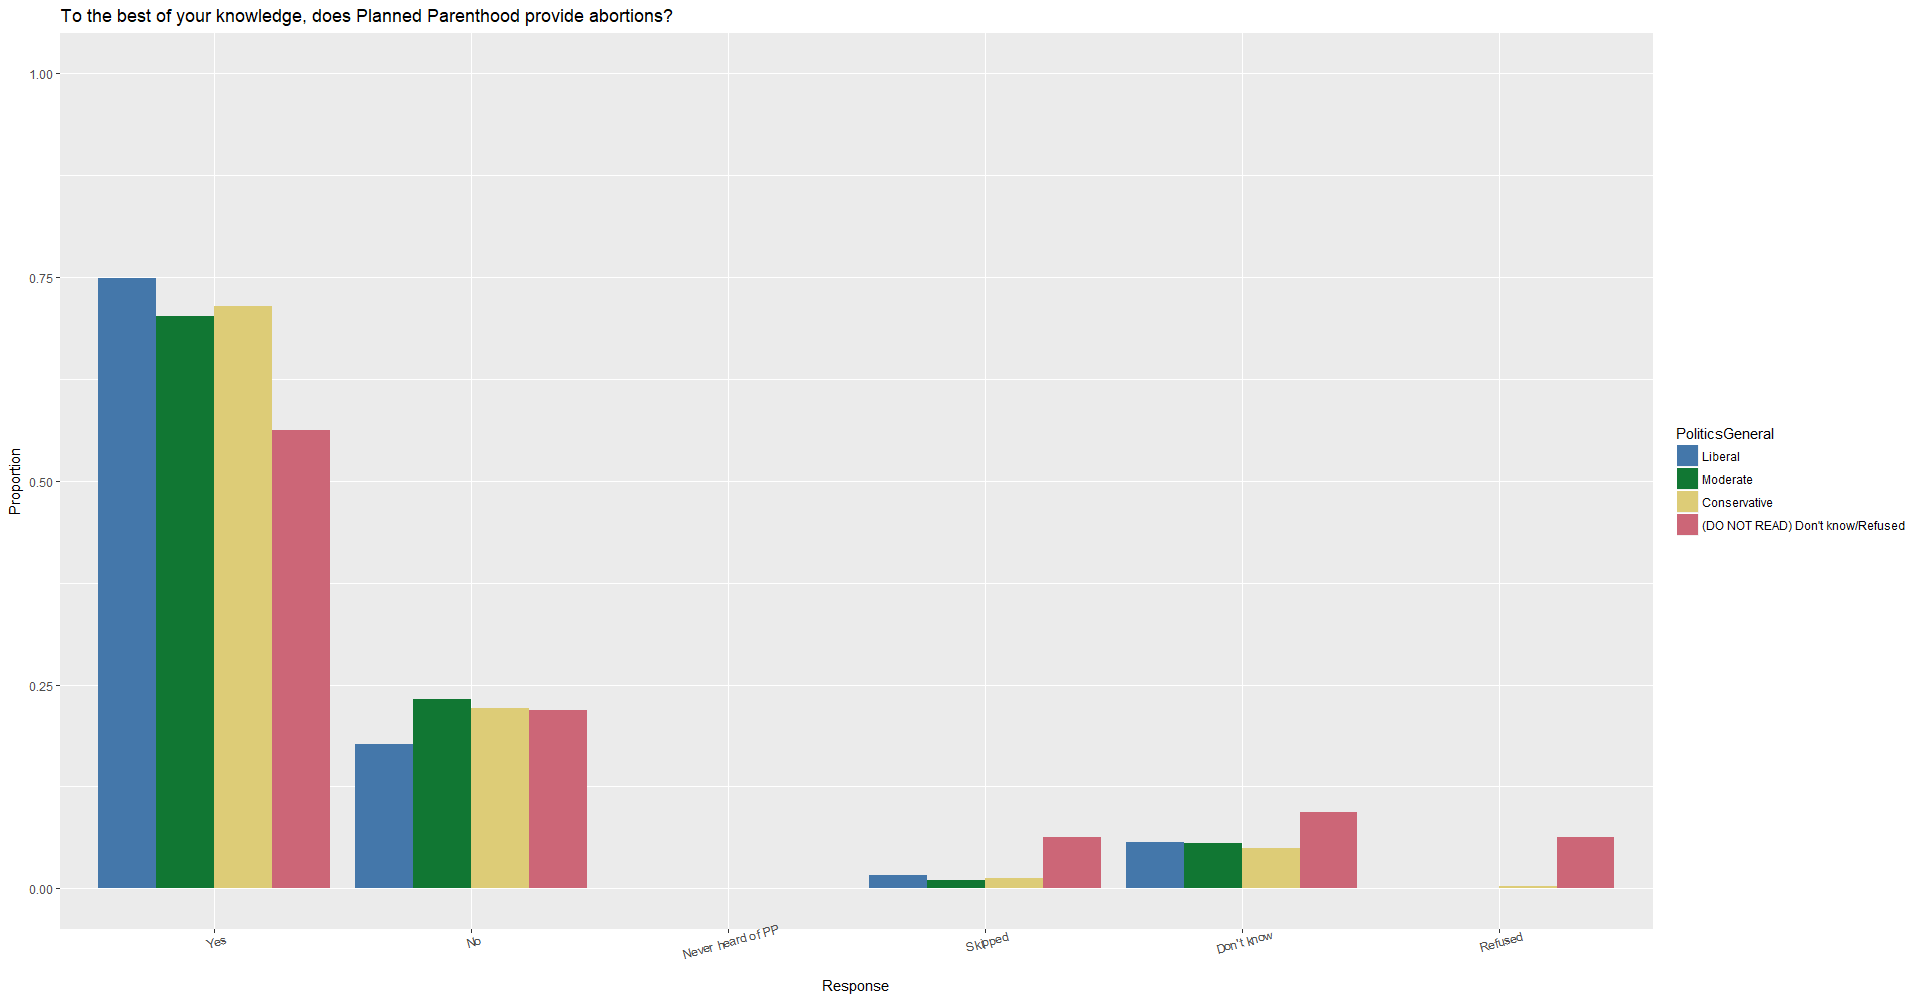 To the best of your knowledge, does Planned Parenthood provide abortions?
1.00
0.75
0.50
0.25
0.00
Proportion
Yes
No
Never heard of PP
Skipped
Don't know
Refused
Response
PoliticsGeneral
Liberal
Moderate
Conservative
(DO NOT READ) Don't know/Refused